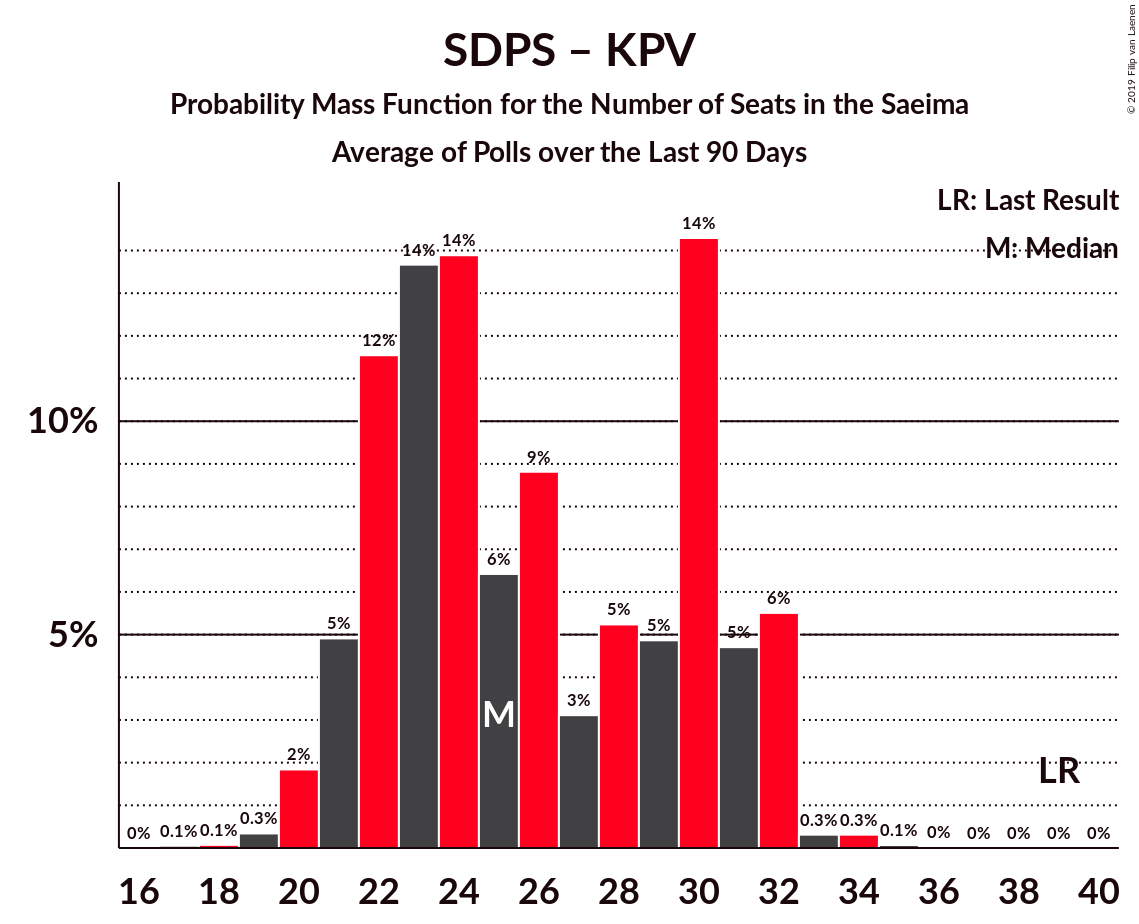 SDPS – KPV
Probability Mass Function for the Number of Seats in the Saeima
Average of Polls over the Last 90 Days
© 2019 Filip van Laenen
LR: Last Result
M: Median
10%
5%
0% 0.1% 0.1% 0.3% 2% 5% 12% 14% 14% 6% 9% 3% 5% 5% 14% 5% 6% 0.3% 0.3% 0.1% 0% 0% 0% 0% 0%
M
LR
16 18 20 22 24 26 28 30 32 34 36 38 40